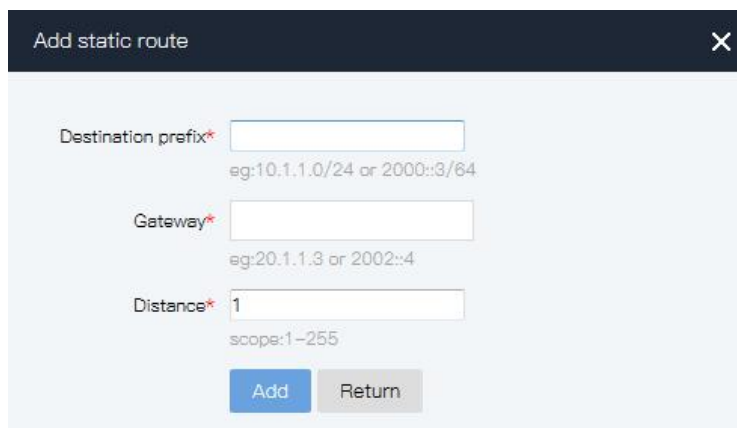 Add static route
Destination prefix*
eg:10.1.1.0/24 or 2000::3/64
Gateway*
eg:20.1.1.3 or 2002::4
Distance* 1
scope:1-255
Add Return